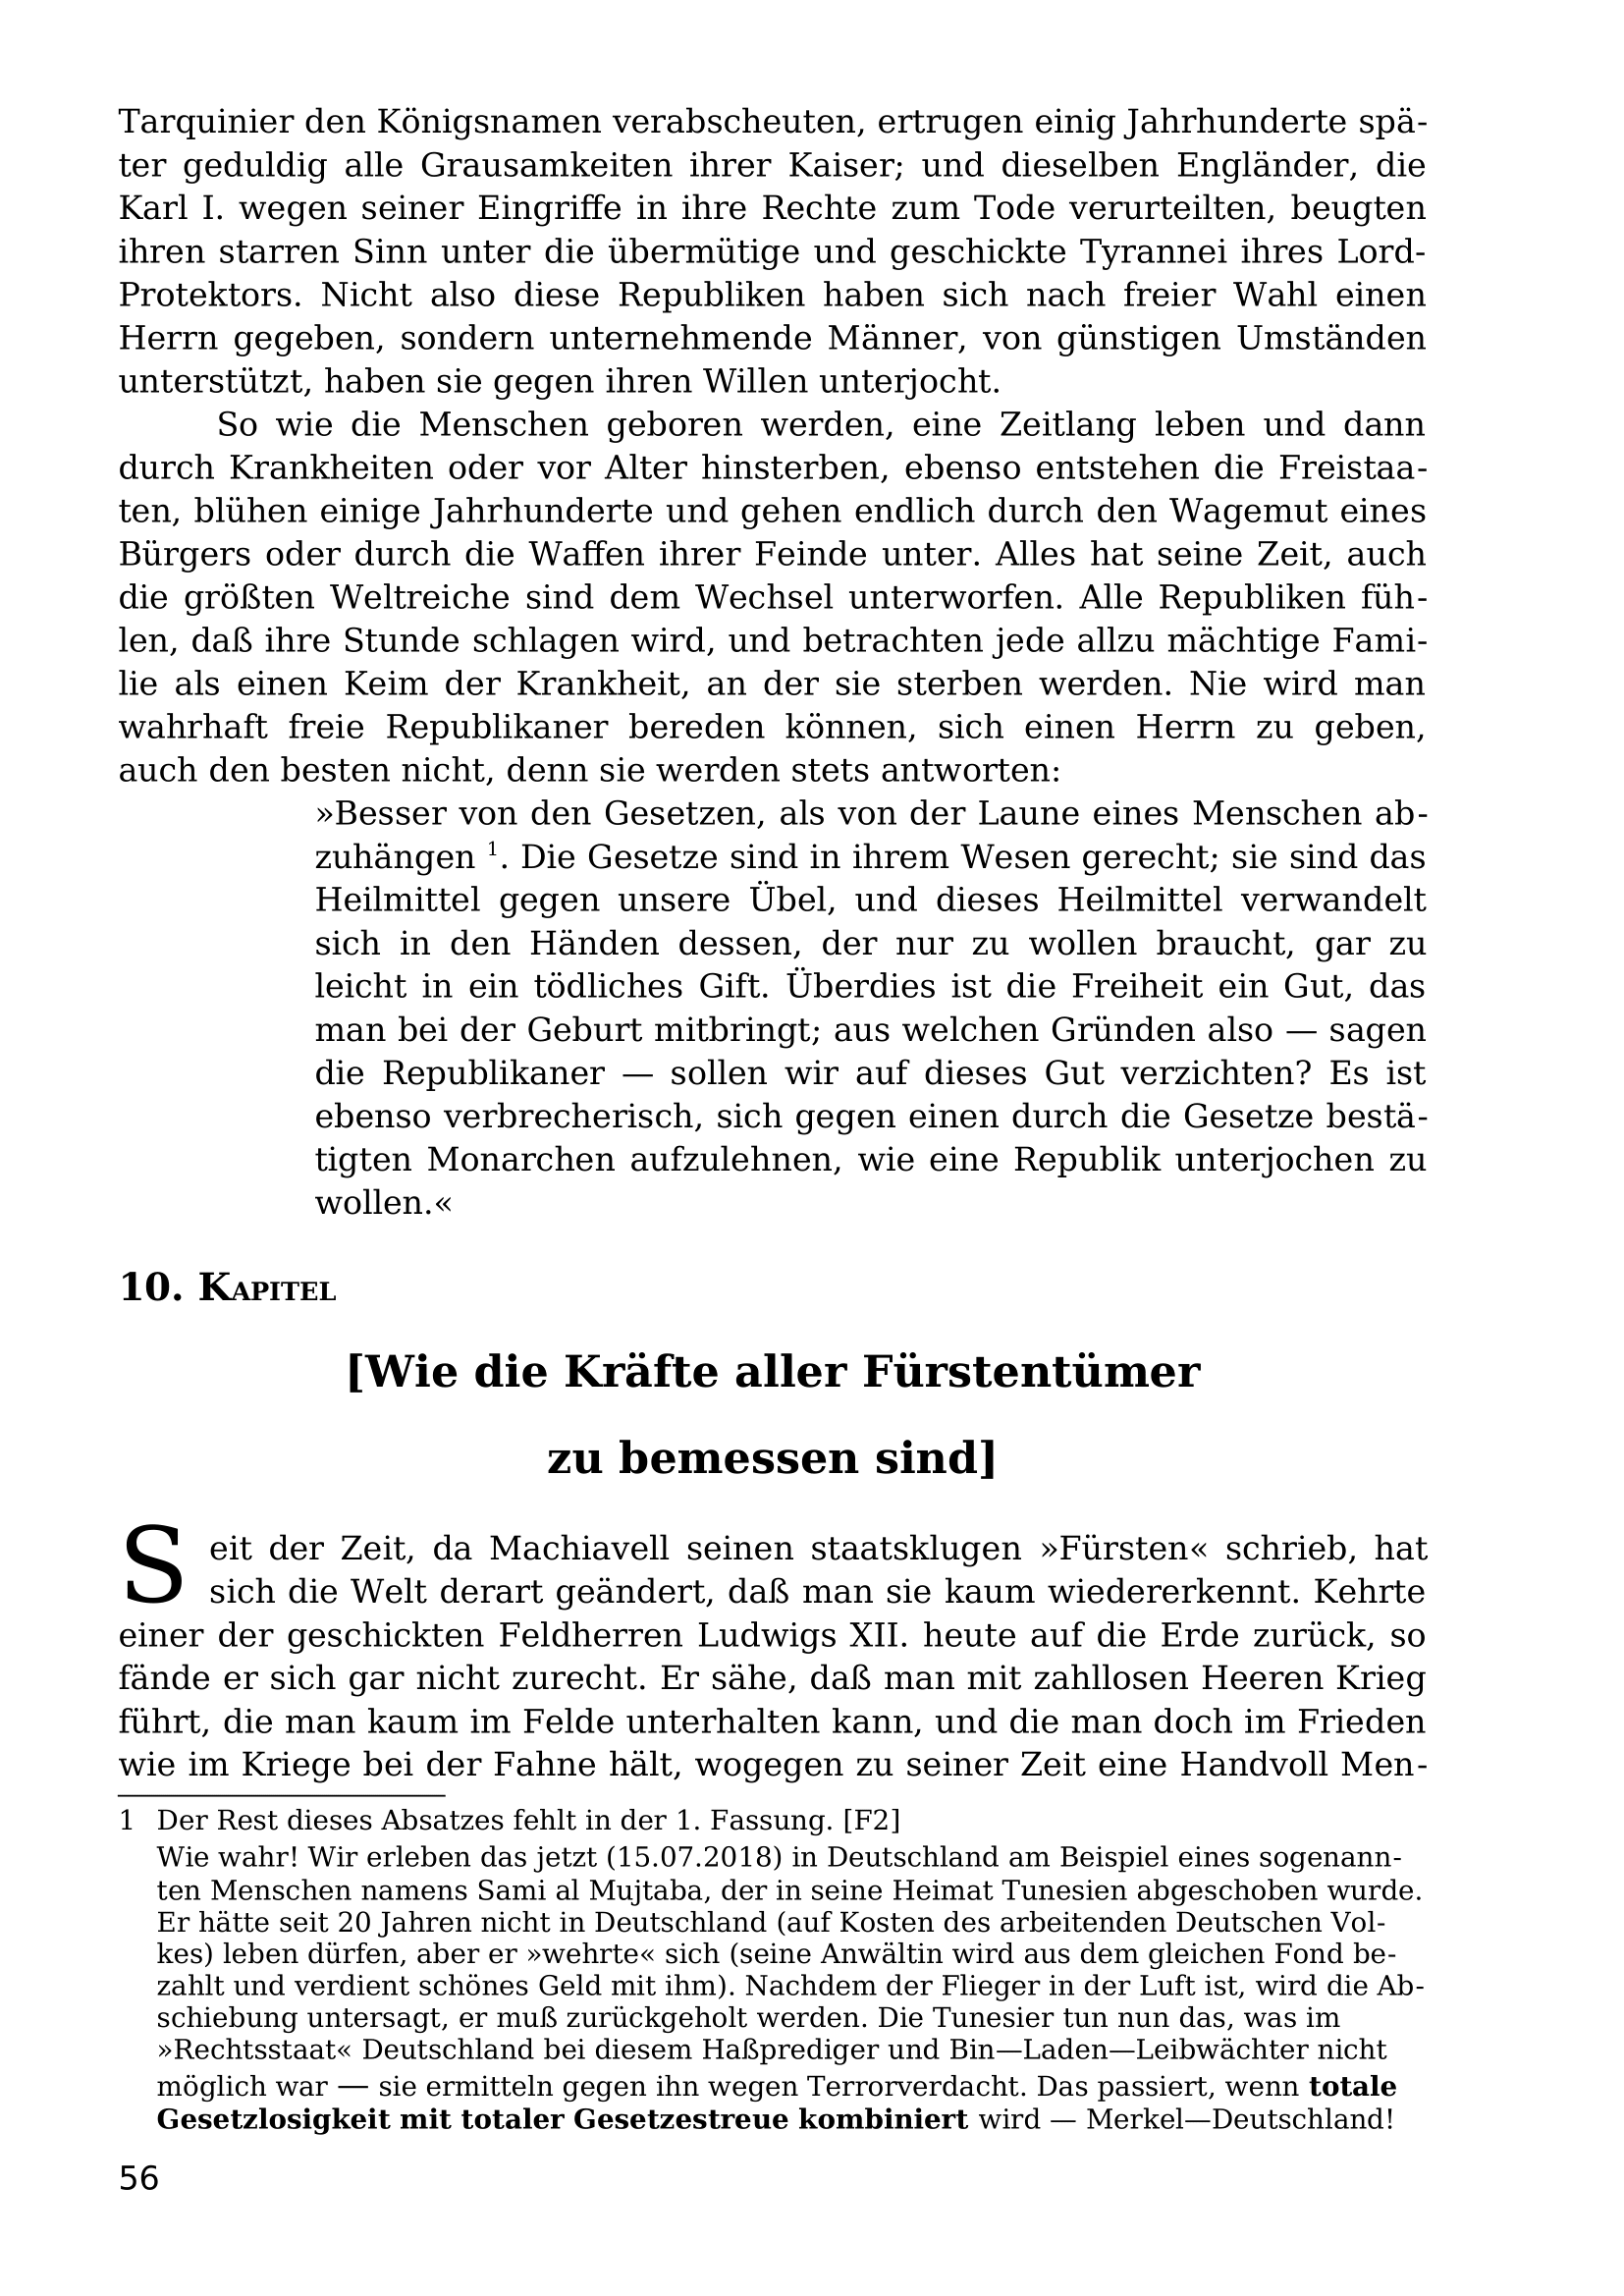 Tarquinier den Königsnamen verabscheuten, ertrugen einig Jahrhunderte spä-
ter geduldig alle Grausamkeiten ihrer Kaiser; und dieselben Engländer, die
Karl I. wegen seiner Eingriffe in ihre Rechte zum Tode verurteilten, beugten
ihren starren Sinn unter die übermütige und geschickte Tyrannei ihres Lord-
Protektors. Nicht also diese Republiken haben sich nach freier Wahl einen
Herrn gegeben, sondern unternehmende Männer, von günstigen Umständen
unterstützt, haben sie gegen ihren Willen unterjocht.
So wie die Menschen geboren werden, eine Zeitlang leben und dann
durch Krankheiten oder vor Alter hinsterben, ebenso entstehen die Freistaa-
ten, blühen einige Jahrhunderte und gehen endlich durch den Wagemut eines
Bürgers oder durch die Waffen ihrer Feinde unter. Alles hat seine Zeit, auch
die größten Weltreiche sind dem Wechsel unterworfen. Alle Republiken füh-
len, daß ihre Stunde schlagen wird, und betrachten jede allzu mächtige Fami-
lie als einen Keim der Krankheit, an der sie sterben werden. Nie wird man
wahrhaft freie Republikaner bereden können, sich einen Herrn zu geben,
auch den besten nicht, denn sie werden stets antworten:
»Besser von den Gesetzen, als von der Laune eines Menschen ab-
zuhängen 1. Die Gesetze sind in ihrem Wesen gerecht; sie sind das
Heilmittel gegen unsere Übel, und dieses Heilmittel verwandelt
sich in den Händen dessen, der nur zu wollen braucht, gar zu
leicht in ein tödliches Gift. Überdies ist die Freiheit ein Gut, das
man bei der Geburt mitbringt; aus welchen Gründen also — sagen
die Republikaner — sollen wir auf dieses Gut verzichten? Es ist
ebenso verbrecherisch, sich gegen einen durch die Gesetze bestä-
tigten Monarchen aufzulehnen, wie eine Republik unterjochen zu
wollen.«
10. Kapitel
[Wie die Kräfte aller Fürstentümer
zu bemessen sind]
Seit der Zeit, da Machiavell seinen staatsklugen »Fürsten« schrieb, hat
sich die Welt derart geändert, daß man sie kaum wiedererkennt. Kehrte
einer der geschickten Feldherren Ludwigs XII. heute auf die Erde zurück, so
fände er sich gar nicht zurecht. Er sähe, daß man mit zahllosen Heeren Krieg
führt, die man kaum im Felde unterhalten kann, und die man doch im Frieden
wie im Kriege bei der Fahne hält, wogegen zu seiner Zeit eine Handvoll Men-
1 Der Rest dieses Absatzes fehlt in der 1. Fassung. [F2]
Wie wahr! Wir erleben das jetzt (15.07.2018) in Deutschland am Beispiel eines sogenann-
ten Menschen namens Sami al Mujtaba, der in seine Heimat Tunesien abgeschoben wurde.
Er hätte seit 20 Jahren nicht in Deutschland (auf Kosten des arbeitenden Deutschen Vol-
kes) leben dürfen, aber er »wehrte« sich (seine Anwältin wird aus dem gleichen Fond be-
zahlt und verdient schönes Geld mit ihm). Nachdem der Flieger in der Luft ist, wird die Ab-
schiebung untersagt, er muß zurückgeholt werden. Die Tunesier tun nun das, was im
»Rechtsstaat« Deutschland bei diesem Haßprediger und Bin—Laden—Leibwächter nicht
möglich war — sie ermitteln gegen ihn wegen Terrorverdacht. Das passiert, wenn totale
Gesetzlosigkeit mit totaler Gesetzestreue kombiniert wird — Merkel—Deutschland!
56